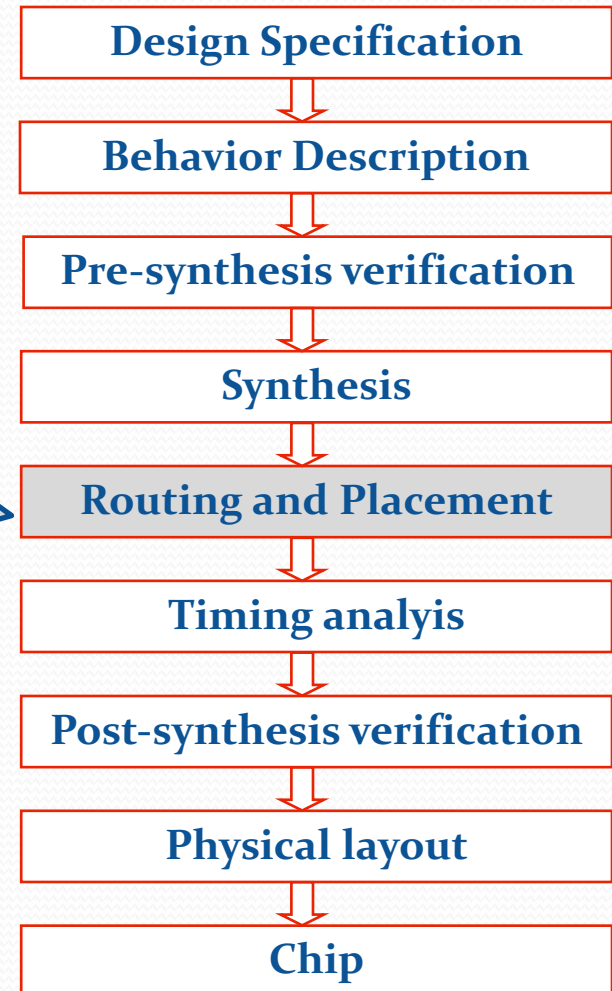 Design Specification
Behavior Description
Pre-synthesis verification
Synthesis
Routing and Placement
Timing analyis
Post-synthesis verification
Physical layout
Chip